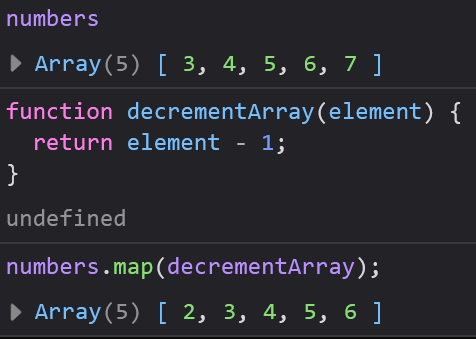 numbers
▶ Array(5) [ 3, 4, 5, 6, 7 ]
function decrementArray(element) {
  return element - 1;
}
undefined
numbers.map(decrementArray);
▶ Array(5) [ 2, 3, 4, 5, 6 ]